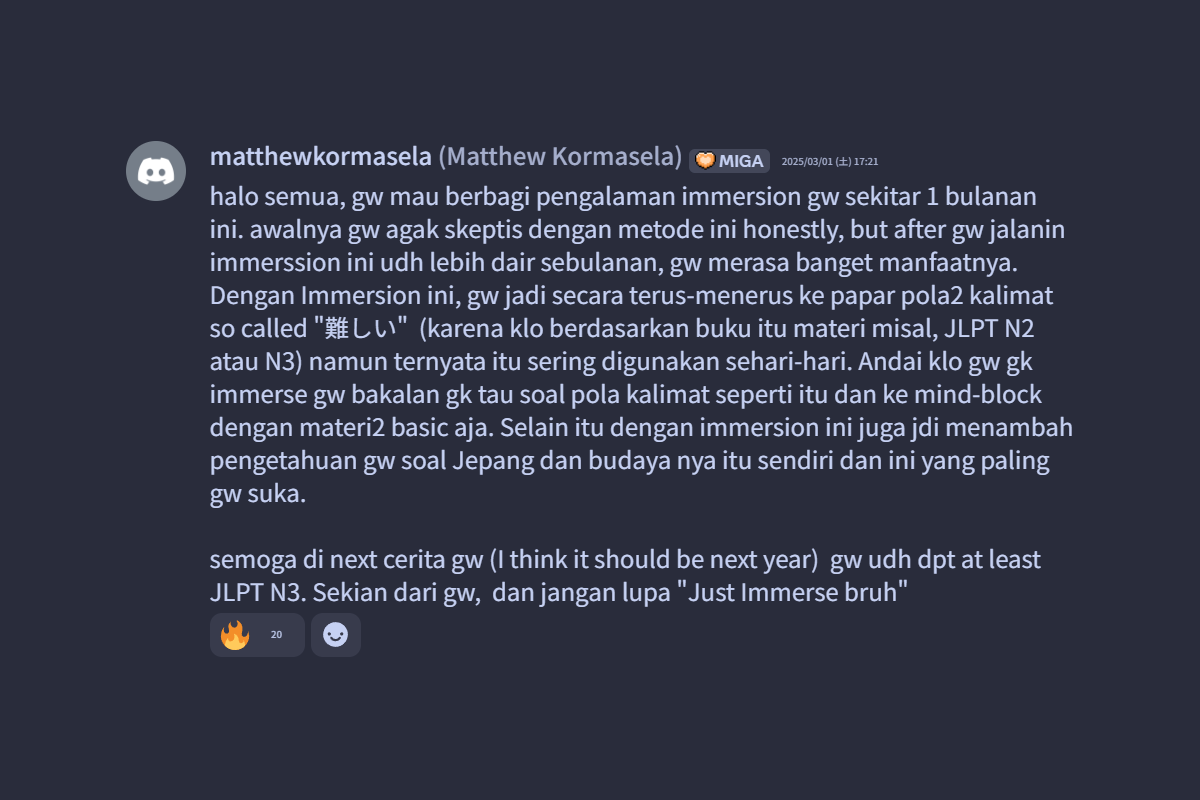 matthewkormasela (Matthew Kormasela) MIGA 2025/03/01 (土) 17:21
halo semua, gw mau berbagi pengalaman immersion gw sekitar 1 bulanan
ini. awalnya gw agak skeptis dengan metode ini honestly, but after gw jalanin
immerssion ini udh lebih dair sebulanan, gw merasa banget manfaatnya.
Dengan Immersion ini, gw jadi secara terus-menerus ke papar pola2 kalimat
so called "難しい"  (karena klo berdasarkan buku itu materi misal, JLPT N2
atau N3) namun ternyata itu sering digunakan sehari-hari. Andai klo gw gk
immerse gw bakalan gk tau soal pola kalimat seperti itu dan ke mind-block
dengan materi2 basic aja. Selain itu dengan immersion ini juga jdi menambah
pengetahuan gw soal Jepang dan budaya nya itu sendiri dan ini yang paling
gw suka.
semoga di next cerita gw (I think it should be next year)  gw udh dpt at least
JLPT N3. Sekian dari gw,  dan jangan lupa "Just Immerse bruh"
20